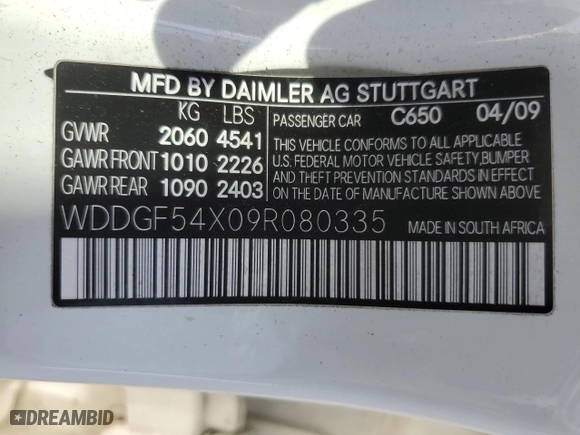 MFD BY DAIMLER AG STUTTGART
KG LBS PASSENGER CAR C650 04/09
GVWR 2060 4541
GAWR FRONT 1010 2226
GAWR REAR 1090 2403
THIS VEHICLE CONFORMS TO ALL APPLICABLE
U.S. FEDERAL MOTOR VEHICLE SAFETY,BUMPER
AND THEFT PREVENTION STANDARDS IN EFFECT
ON THE DATE OF MANUFACTURE SHOWN ABOVE.
WDDGF54X09R080335 MADE IN SOUTH AFRICA
DREAMBID